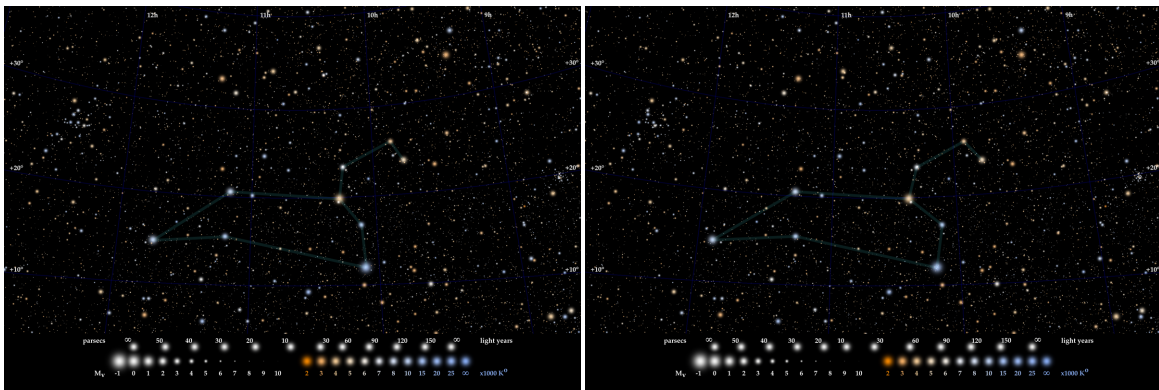 12h 11h 10h 9h
+30° +30°
+20° +20°
+10° +10°
parsecs ∞ 50 40 30 20 10 30 60 90 120 150 ∞ light years
Mv -1 0 1 2 3 4 5 6 7 8 9 10 2 3 4 5 6 7 8 10 15 20 25 ∞ x1000 K°
12h 11h 10h 9h
+30° +30°
+20° +20°
+10° +10°
parsecs ∞ 50 40 30 20 10 30 60 90 120 150 ∞ light years
Mv -1 0 1 2 3 4 5 6 7 8 9 10 2 3 4 5 6 7 8 10 15 20 25 ∞ x1000 K°